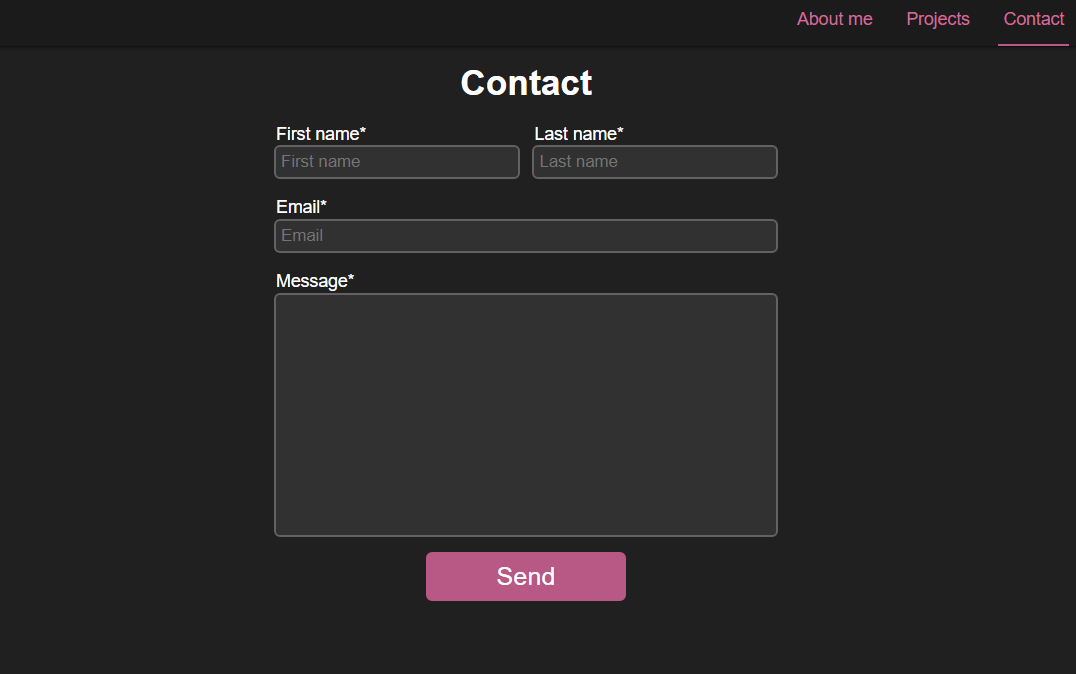 About me Projects Contact
Contact
First name* Last name*
First name Last name
Email*
Email
Message*
Send